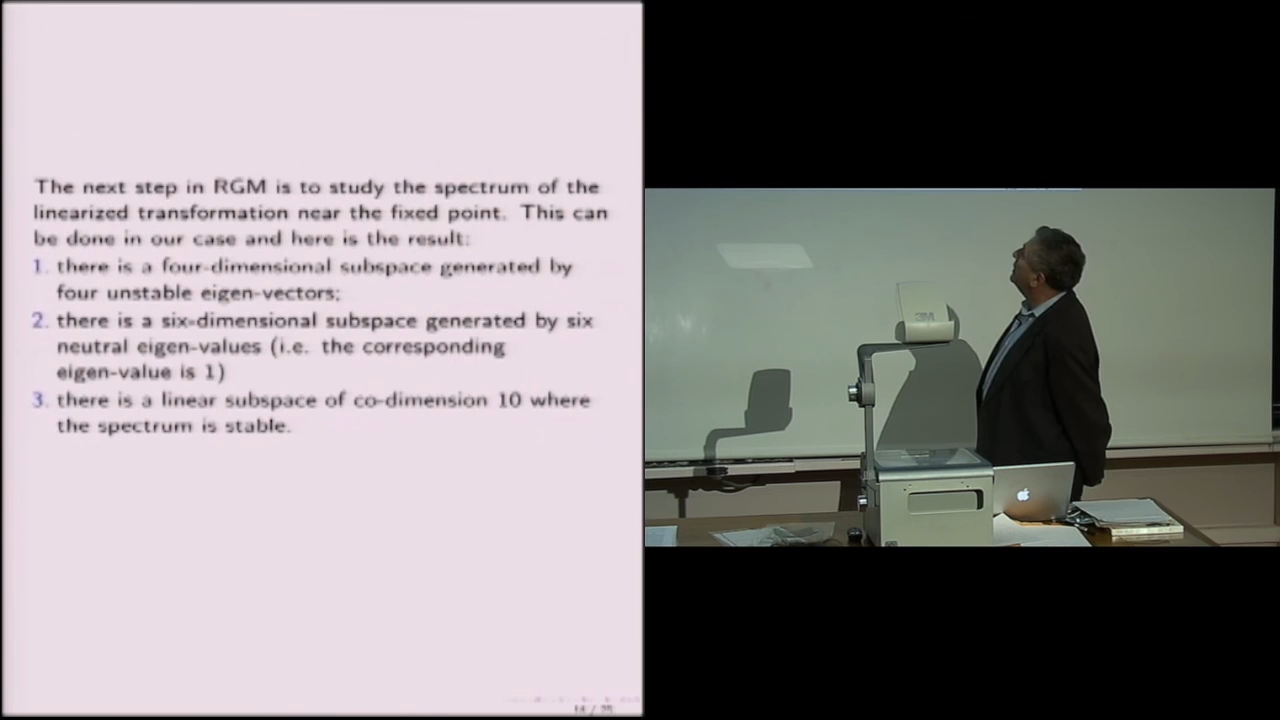 The next step in RGM is to study the spectrum of the
linearized transformation near the fixed point. This can
be done in our case and here is the result:
1. there is a four-dimensional subspace generated by
four unstable eigen-vectors;
2. there is a six-dimensional subspace generated by six
neutral eigen-values (i.e. the corresponding
eigen-value is 1)
3. there is a linear subspace of co-dimension 10 where
the spectrum is stable.
3M